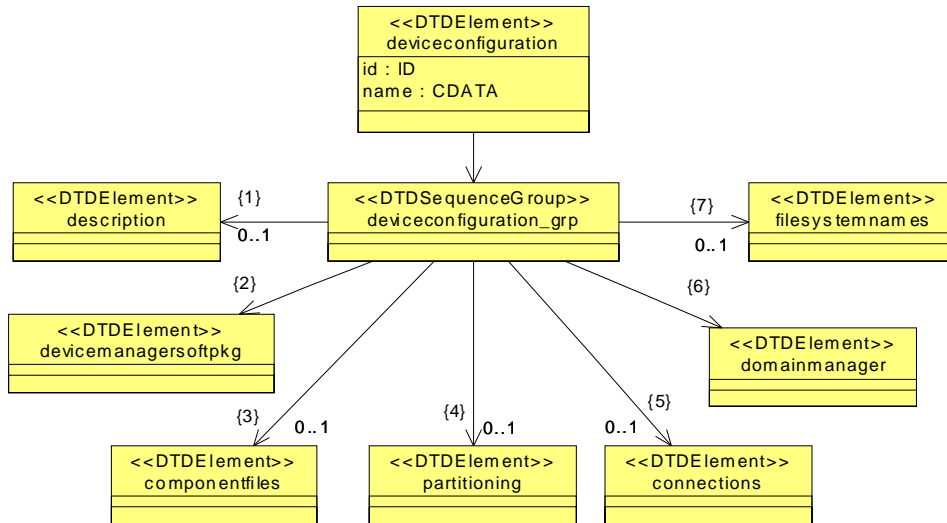 <<DTDElement>>
deviceconfiguration
id : ID
name : CDATA
<<DTDElement>>
description
{1}
0..1
<<DTDSequenceGroup>>
deviceconfiguration_grp
{7}
0..1
<<DTDElement>>
filesystemnames
{2}
<<DTDElement>>
devicemanagersoftpkg
{6}
<<DTDElement>>
domainmanager
{3}
0..1
{4}
0..1
{5}
0..1
<<DTDElement>>
componentfiles
<<DTDElement>>
partitioning
<<DTDElement>>
connections